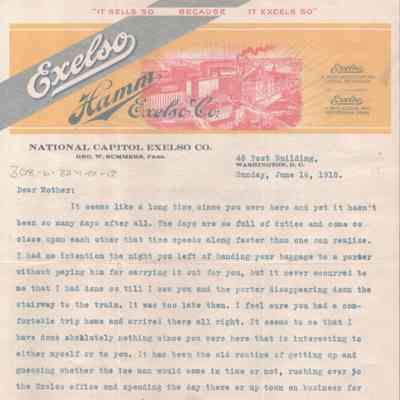 "IT SELLS SO BECAUSE IT EXCELS SO"
Exelso
Hamm
Exelso Co.
Exelso
Exelso
NATIONAL CAPITOL EXELSO CO.
GEO. W. SUMMERS, PRES.
WASHINGTON, D. C.
48 Post Building,
Sunday, June 16, 1918.
Dear Mother:
It seems like a long time since you were here and yet it hasn't
been so many days after all. The days are so full of duties and come so
close upon each other that time speeds along faster than one can realize.
I had no intention the night you left of handing your baggage to a porter
without paying him for carrying it out for you, but it never occurred to
me that I had done so till I saw you and the porter disappearing down the
stairway to the train. It was too late then. I feel sure you had a com-
fortable trip home and arrived there all right. It seems to me that I
have done absolutely nothing since you were here that is interesting to
either myself or to you. It has been the old routine of getting up and
guessing whether the ice man would come in time or not, rushing over to
the Exelso office and spending the day there or up town on business for